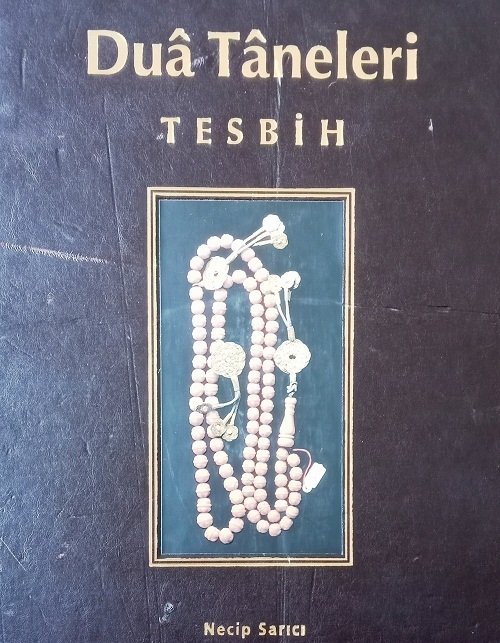 Duâ Tâneleri
TESBİH
Necip Sarıcı